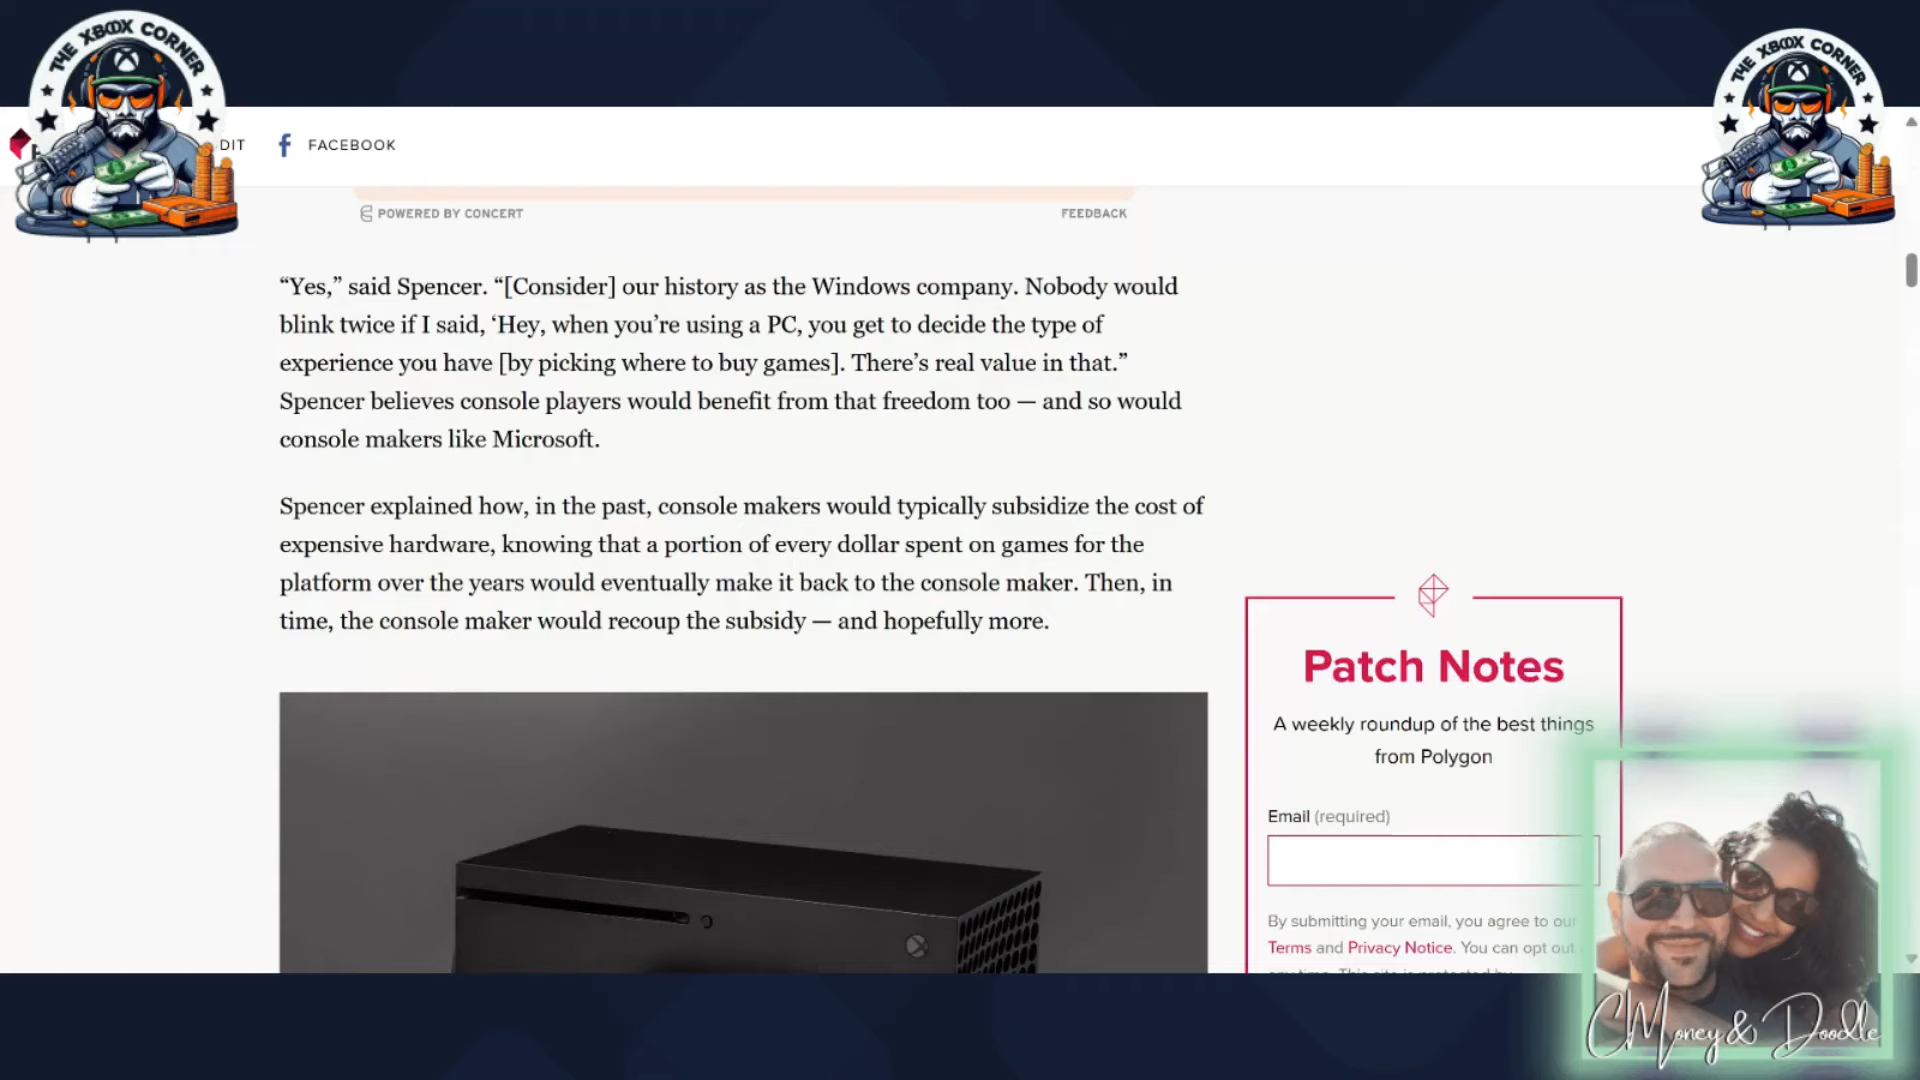 THE XBOX CORNER
THE XBOX CORNER
DIT
FACEBOOK
POWERED BY CONCERT
FEEDBACK
“Yes,” said Spencer. “[Consider] our history as the Windows company. Nobody would
blink twice if I said, ‘Hey, when you’re using a PC, you get to decide the type of
experience you have [by picking where to buy games]. There’s real value in that.”
Spencer believes console players would benefit from that freedom too — and so would
console makers like Microsoft.
Spencer explained how, in the past, console makers would typically subsidize the cost of
expensive hardware, knowing that a portion of every dollar spent on games for the
platform over the years would eventually make it back to the console maker. Then, in
time, the console maker would recoup the subsidy — and hopefully more.
Patch Notes
A weekly roundup of the best things
from Polygon
Email (required)
By submitting your email, you agree to our
Terms and Privacy Notice. You can opt out
CMoney & Doodle